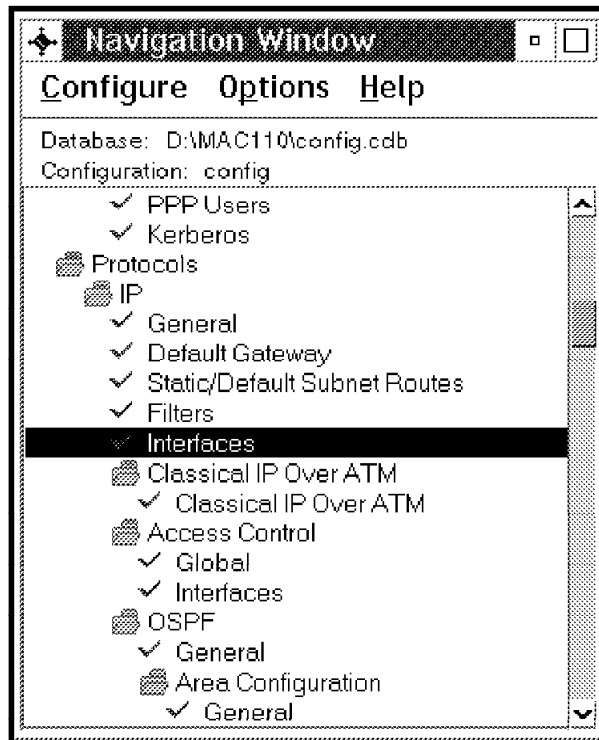 Navigation Window
Configure Options Help
Database: D:\MAC110\config.cdb
Configuration: config
PPP Users
Kerberos
Protocols
IP
General
Default Gateway
Static/Default Subnet Routes
Filters
Interfaces
Classical IP Over ATM
Classical IP Over ATM
Access Control
Global
Interfaces
OSPF
General
Area Configuration
General